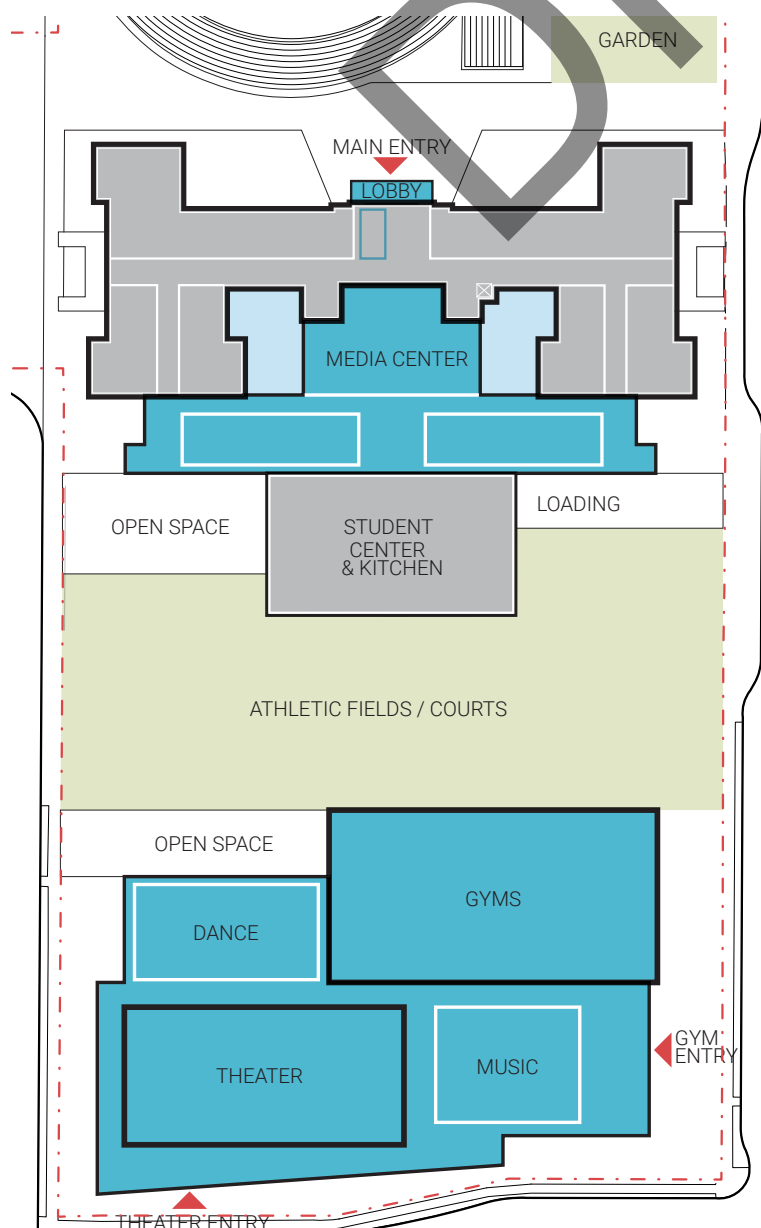 GARDEN
MAIN ENTRY
LOBBY
MEDIA CENTER
OPEN SPACE
STUDENT
CENTER
& KITCHEN
LOADING
ATHLETIC FIELDS / COURTS
OPEN SPACE
GYMS
DANCE
GYM
ENTRY
THEATER
MUSIC
THEATER ENTRY